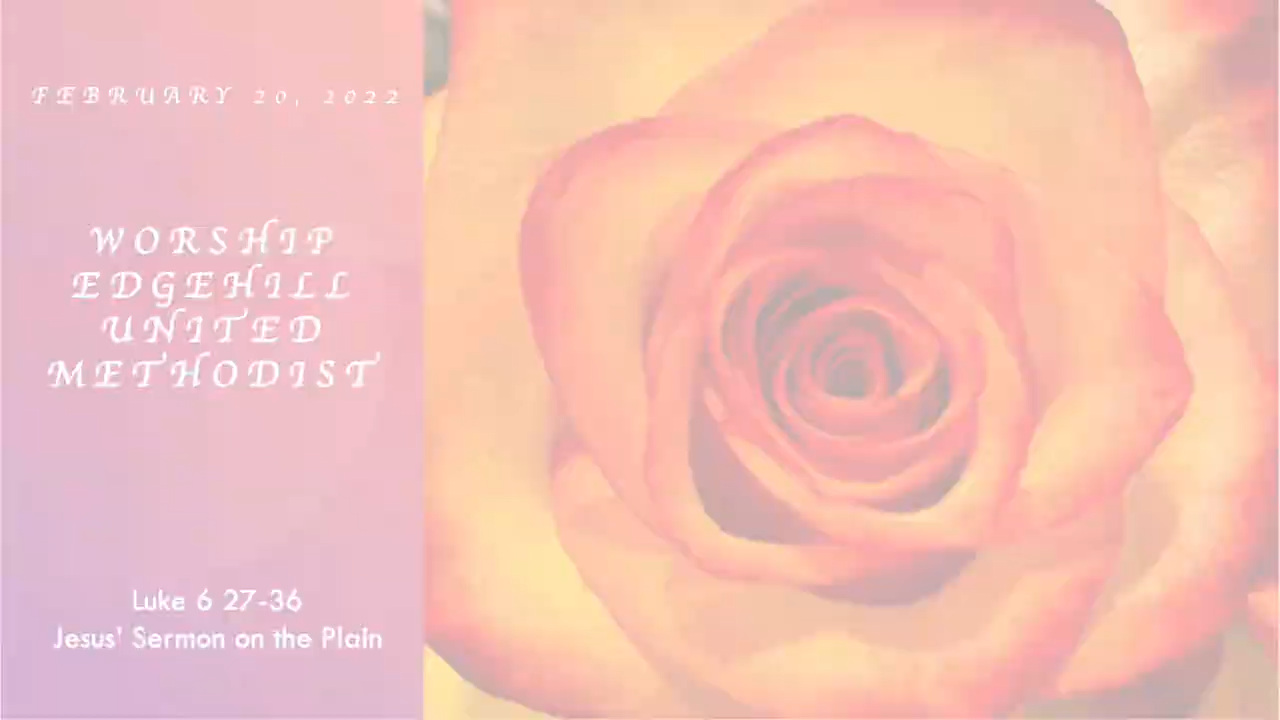 FEBRUARY 20, 2022
WORSHIP
EDGEHILL
UNITED
METHODIST
Luke 6 27-36
Jesus' Sermon on the Plain